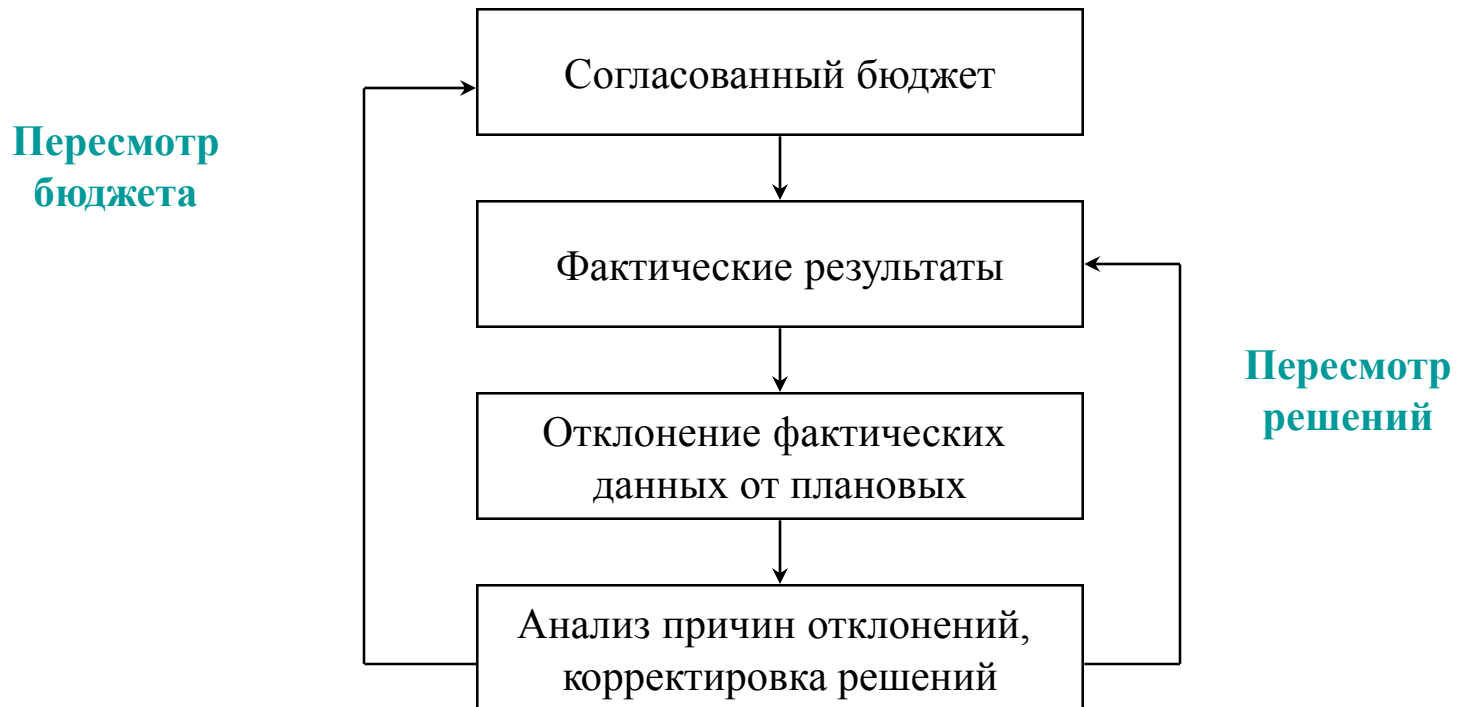 Согласованный бюджет
Пересмотр
бюджета
Фактические результаты
Пересмотр
решений
Отклонение фактических
данных от плановых
Анализ причин отклонений,
корректировка решений